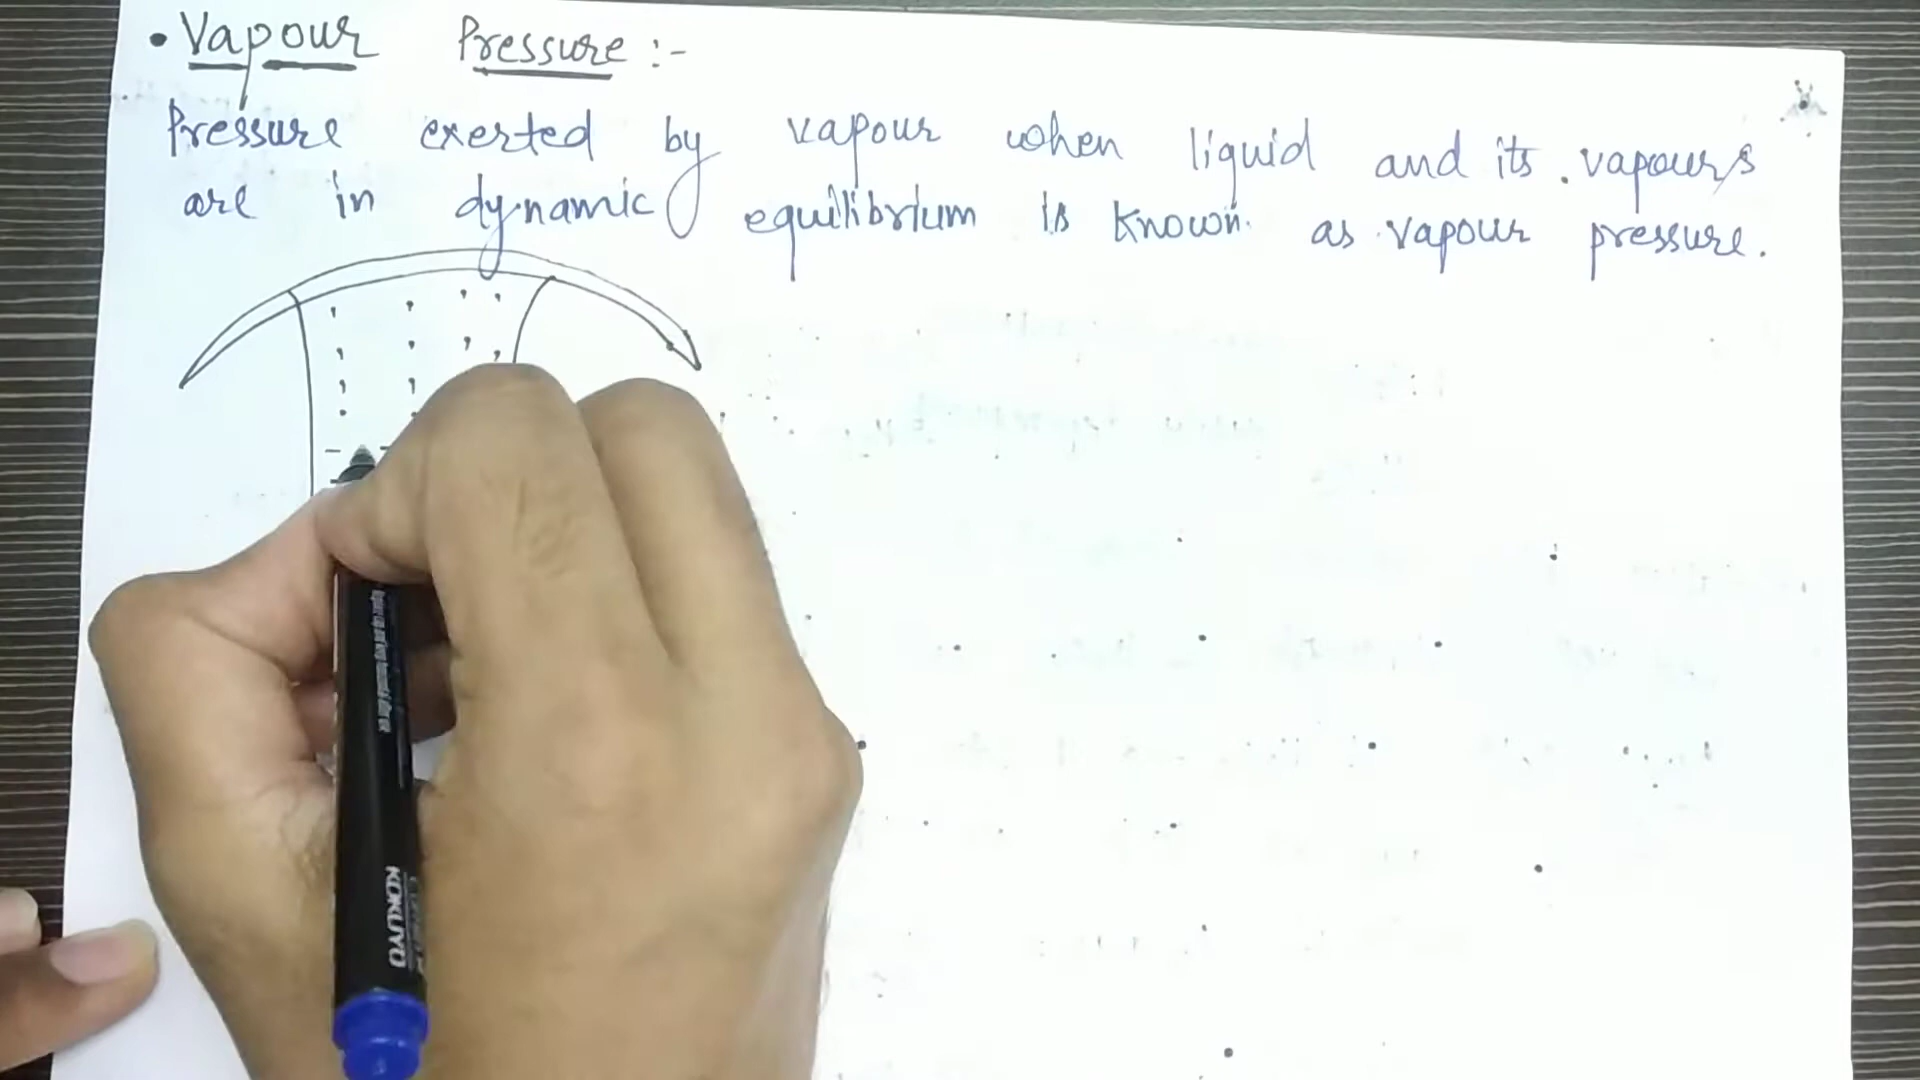 • Vapour Pressure :-
Pressure exerted by vapour when liquid and its vapours
are in dynamic equilibrium is known as vapour pressure.
KOKUYO